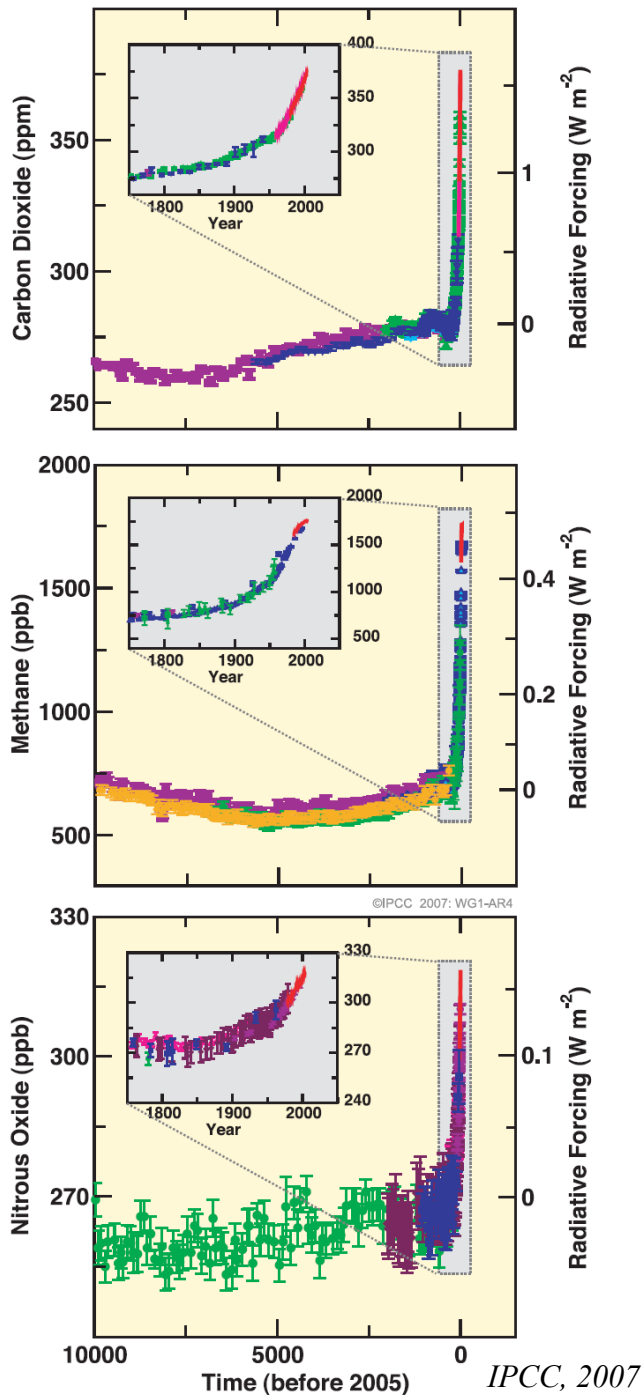 400
350
300
1800 1900 2000
Year
350
300
250
Carbon Dioxide (ppm)
1
0
Radiative Forcing (W m-2)
2000
1500
1000
500
1800 1900 2000
Year
2000
1500
1000
500
Methane (ppb)
0.4
0.2
0
Radiative Forcing (W m-2)
©IPCC 2007: WG1-AR4
330
300
270
240
1800 1900 2000
Year
330
300
270
Nitrous Oxide (ppb)
0.1
0
Radiative Forcing (W m-2)
10000 5000 0
Time (before 2005)
IPCC, 2007